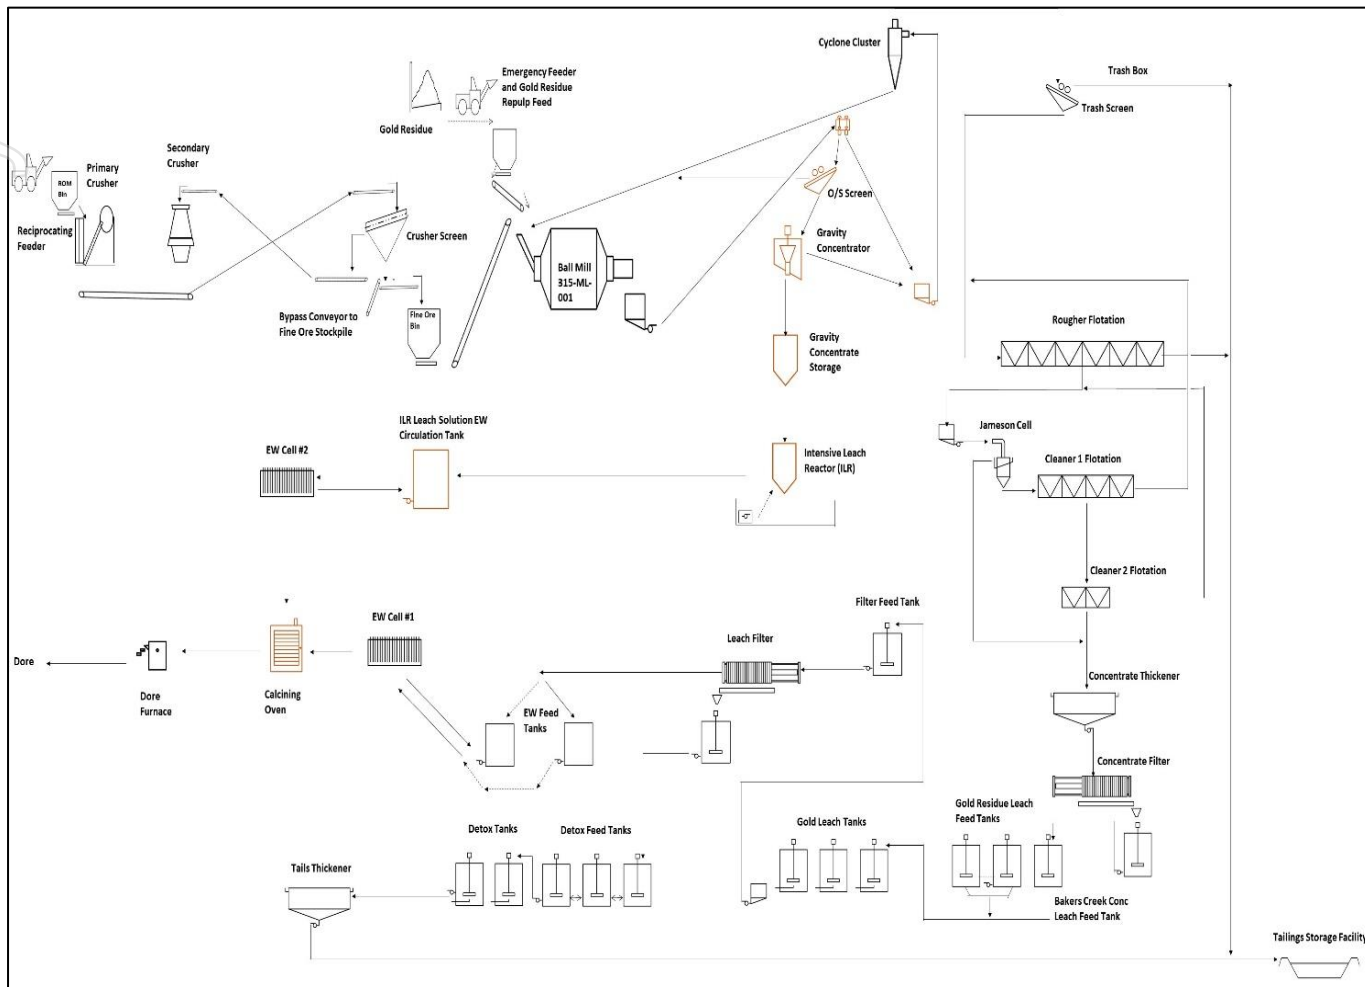 Cyclone Cluster
Trash Box
Trash Screen
Emergency Feeder
and Gold Residue
Repulp Feed
Gold Residue
Secondary
Crusher
Primary
Crusher
ROM
Bin
Reciprocating
Feeder
Crusher Screen
O/S Screen
Gravity
Concentrator
Ball Mill
315-ML-
001
Bypass Conveyor to
Fine Ore Stockpile
Fine Ore
Bin
Rougher Flotation
Gravity
Concentrate
Storage
ILR Leach Solution EW
Circulation Tank
EW Cell #2
Jameson Cell
Intensive Leach
Reactor (ILR)
Cleaner 1 Flotation
Cleaner 2 Flotation
Filter Feed Tank
EW Cell #1
Leach Filter
Dore
Dore
Furnace
Calcining
Oven
EW Feed
Tanks
Concentrate Thickener
Concentrate Filter
Gold Residue Leach
Feed Tanks
Gold Leach Tanks
Detox Tanks
Detox Feed Tanks
Tails Thickener
Bakers Creek Conc
Leach Feed Tank
Tailings Storage Facility